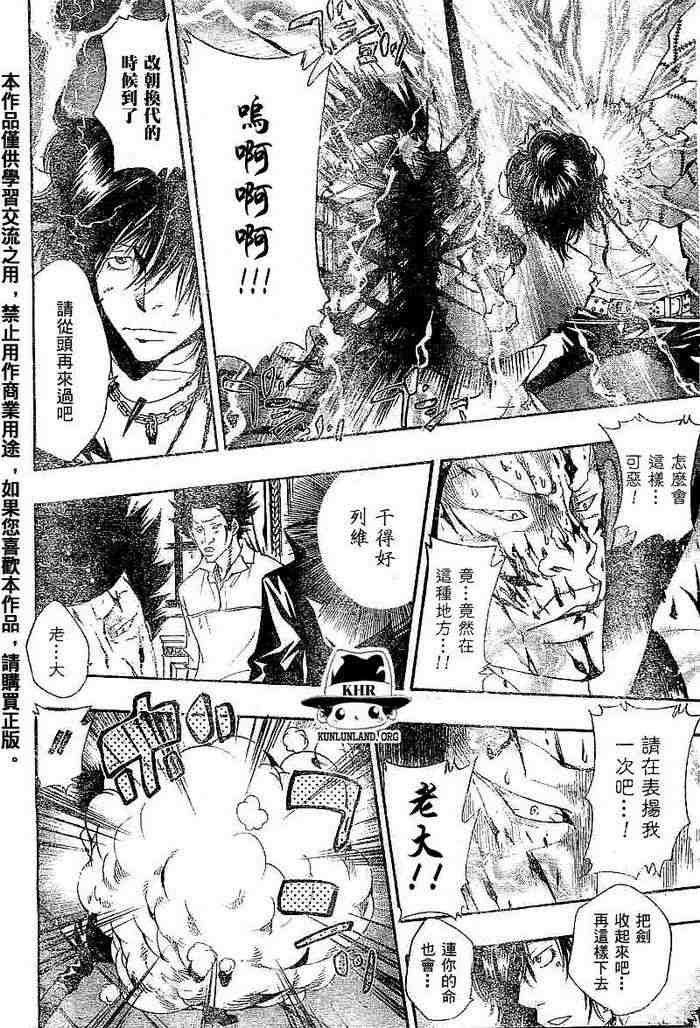 嗚啊啊啊!!!
改朝換代的
時候到了
請從頭再來過吧
怎麼會
這樣…
可惡!
竟…竟然在
這種地方…!!
干得好
列維
老…大
請在表揚我
一次吧…!
老大!!
把劍
收起來吧…
再這樣下去
連你的命
也會…
KHR
KUNLUNLAND.ORG
本作品僅供學習交流之用，禁止用作商業用途，如果您喜歡本作品，請購買正版。